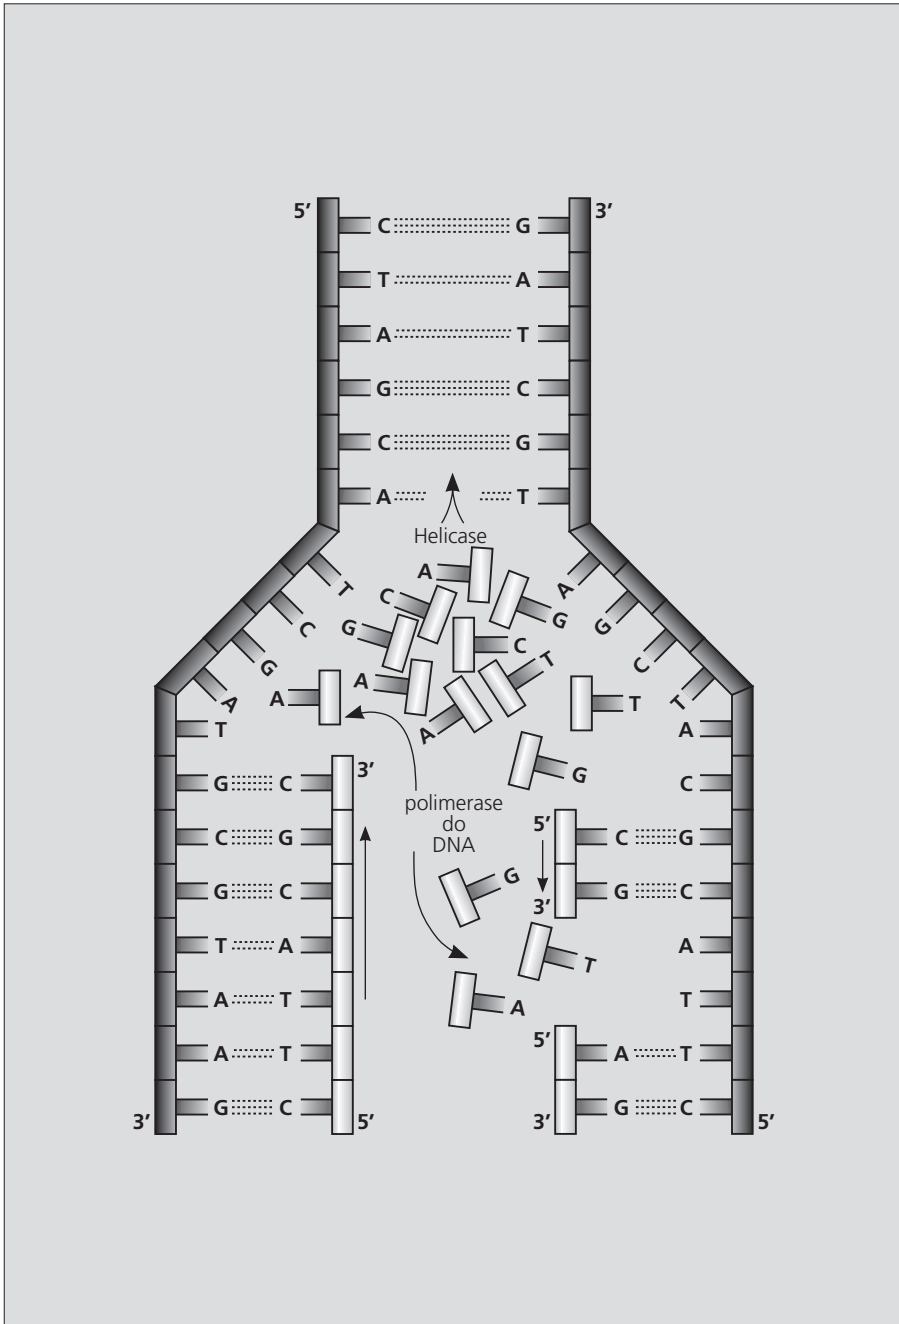 5’ C G 3’
T A
A T
G C
C G
A T
Helicase
A
T A
C G
C G
G C G
C
T
G A C
A A T T
A
T A
G
G C 3’ C
polimerase
do
DNA
5’
C G C G
G
G C G C
3’
T A A
T
A T A T
5’
A T A T
3’ G C 5’ 3’ G C 5’